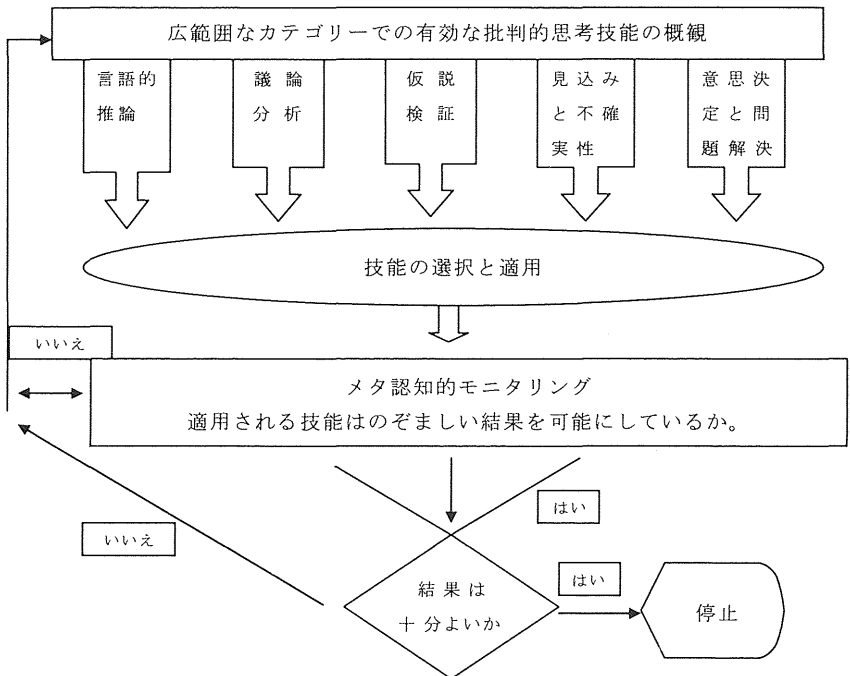 広範囲なカテゴリーでの有効な批判的思考技能の概観
言語的
推論
議論
分析
仮説
検証
見込み
と不確
実性
意思決
定と問
題解決
技能の選択と適用
いいえ
メタ認知的モニタリング
適用される技能はのぞましい結果を可能にしているか。
はい
いいえ
結果は
十分よいか
はい
停止